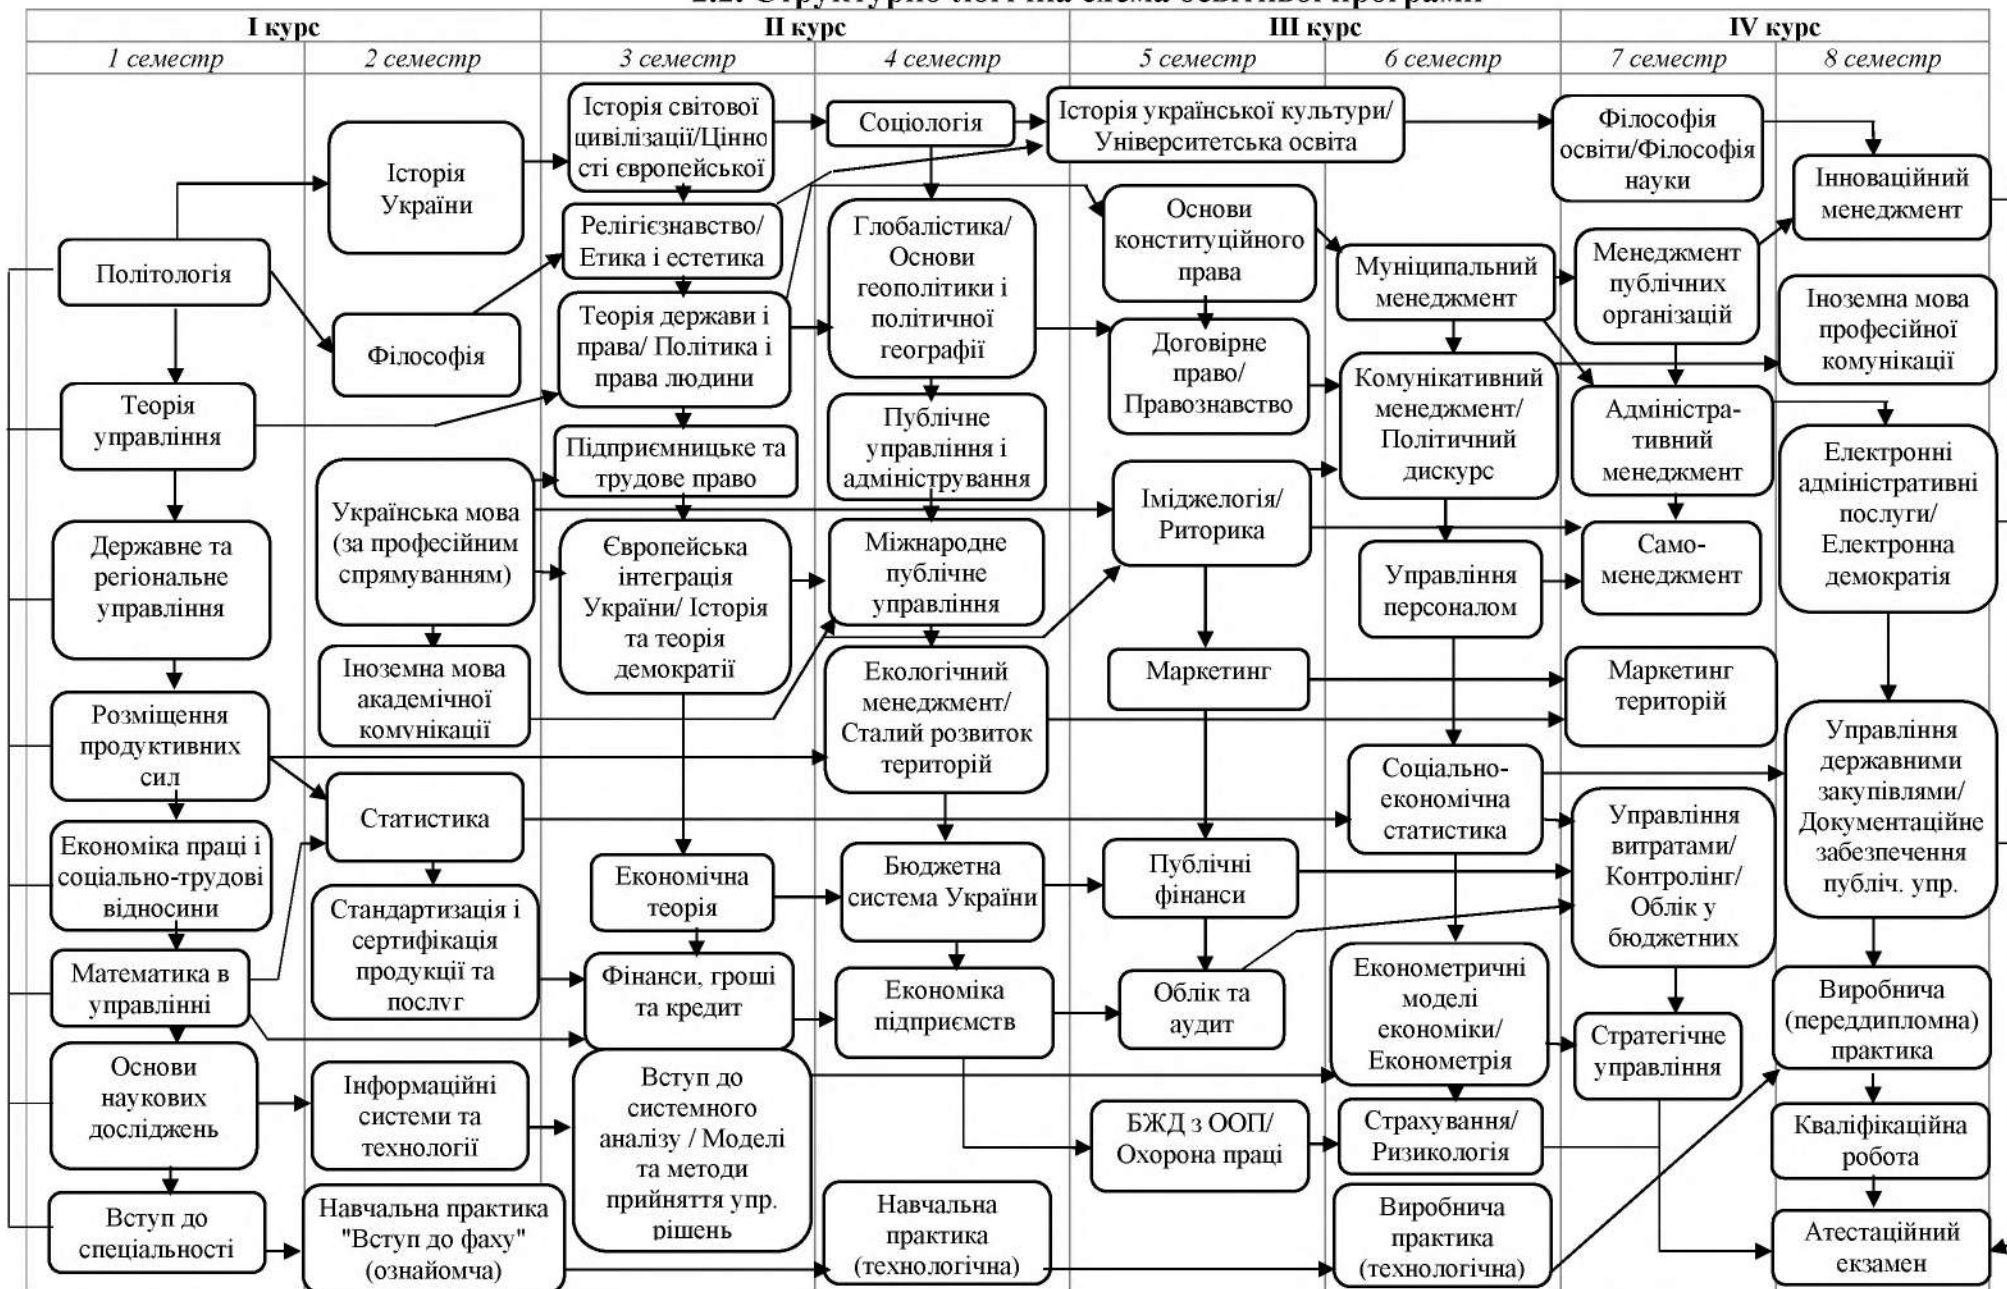 2.2. Структурно-логічна схема освітньої програми
I курс
II курс
III курс
IV курс
1 семестр
2 семестр
3 семестр
4 семестр
5 семестр
6 семестр
7 семестр
8 семестр
Політологія
Теорія
управління
Державне та
регіональне
управління
Розміщення
продуктивних
сил
Економіка праці і
соціально-трудові
відносини
Математика в
управлінні
Основи
наукових
досліджень
Вступ до
спеціальності
Історія
України
Філософія
Українська мова
(за професійним
спрямуванням)
Іноземна мова
академічної
комунікації
Статистика
Стандартизація і
сертифікація
продукції та
послуг
Інформаційні
системи та
технології
Навчальна практика
"Вступ до фаху"
(ознайомча)
Історія світової
цивілізації/Цінно
сті європейської
Релігієзнавство/
Етика і естетика
Теорія держави і
права/ Політика і
права людини
Підприємницьке та
трудове право
Європейська
інтеграція
України/ Історія
та теорія
демократії
Економічна
теорія
Фінанси, гроші
та кредит
Вступ до
системного
аналізу / Моделі
та методи
прийняття упр.
рішень
Соціологія
Глобалістика/
Основи
геополітики і
політичної
географії
Публічне
управління і
адміністрування
Міжнародне
публічне
управління
Екологічний
менеджмент/
Сталий розвиток
територій
Бюджетна
система України
Економіка
підприємств
Навчальна
практика
(технологічна)
Історія української культури/
Університетська освіта
Основи
конституційного
права
Договірне
право/
Правознавство
Іміджелогія/
Риторика
Маркетинг
Публічні
фінанси
Облік та
аудит
БЖД з ООП/
Охорона праці
Муніципальний
менеджмент
Комунікативний
менеджмент/
Політичний
дискурс
Управління
персоналом
Соціально-
економічна
статистика
Економетричні
моделі
економіки/
Економетрія
Страхування/
Ризикологія
Виробнича
практика
(технологічна)
Філософія
освіти/Філософія
науки
Менеджмент
публічних
організацій
Адміністра-
тивний
менеджмент
Само-
менеджмент
Маркетинг
територій
Управління
витратами/
Контролінг/
Облік у
бюджетних
Стратегічне
управління
Інноваційний
менеджмент
Іноземна мова
професійної
комунікації
Електронні
адміністративні
послуги/
Електронна
демократія
Управління
державними
закупівлями/
Документаційне
забезпечення
публіч. упр.
Виробнича
(переддипломна)
практика
Кваліфікаційна
робота
Атестаційний
екзамен